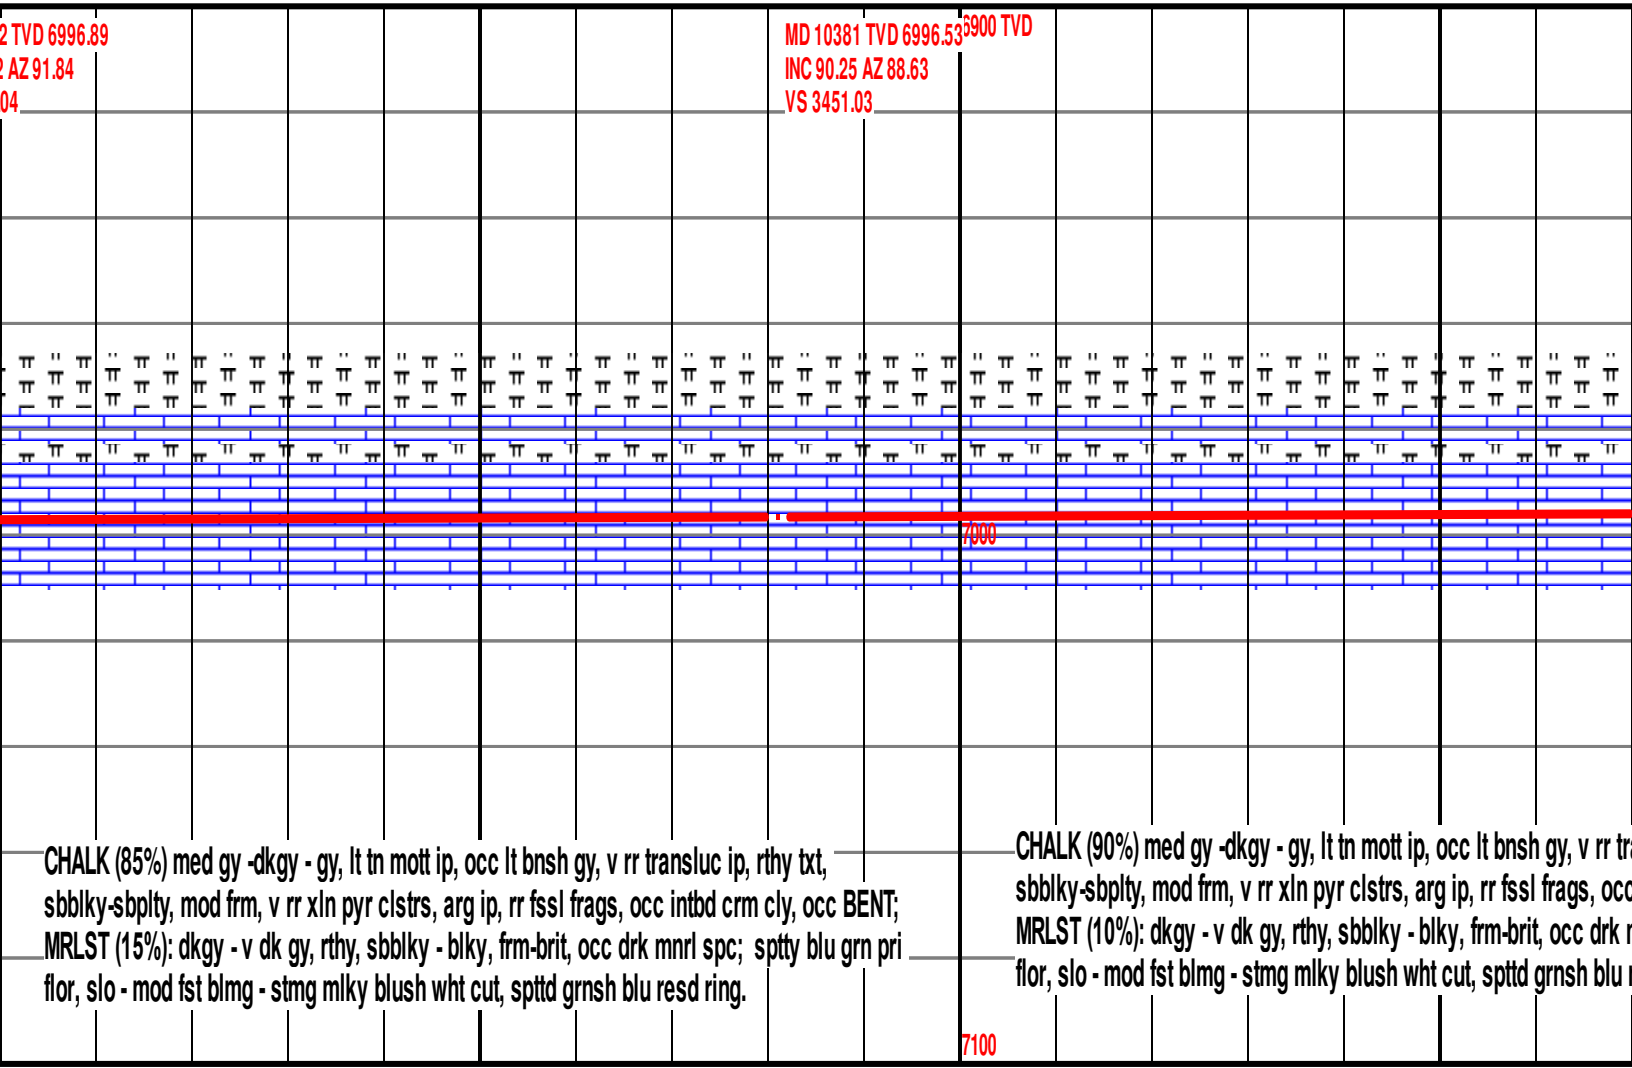 2 TVD 6996.89
2 AZ 91.84
04
MD 10381 TVD 6996.53
INC 90.25 AZ 88.63
VS 3451.03
6900 TVD
7000
CHALK (85%) med gy -dkgy - gy, lt tn mott ip, occ lt bnsh gy, v rr transluc ip, rthy txt,
sbblky-sbplty, mod frm, v rr xln pyr clstrs, arg ip, rr fssl frags, occ intbd crm cly, occ BENT;
MRLST (15%): dkgy - v dk gy, rthy, sbblky - blky, frm-brit, occ drk mnrl spc; sptty blu grn pri
flor, slo - mod fst blmg - stmg mlky blush wht cut, spttd grnsh blu resd ring.
CHALK (90%) med gy -dkgy - gy, lt tn mott ip, occ lt bnsh gy, v rr
sbblky-sbplty, mod frm, v rr xln pyr clstrs, arg ip, rr fssl frags, occ
MRLST (10%): dkgy - v dk gy, rthy, sbblky - blky, frm-brit, occ drk
flor, slo - mod fst blmg - stmg mlky blush wht cut, spttd grnsh blu
7100